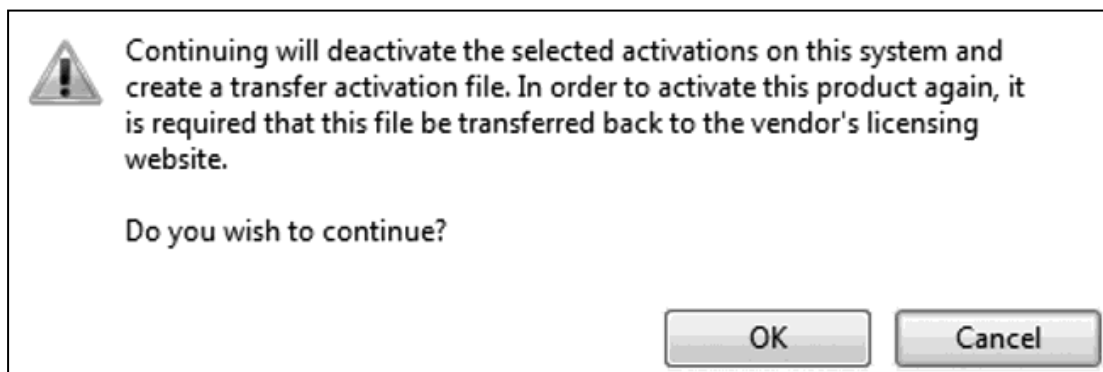 Continuing will deactivate the selected activations on this system and
create a transfer activation file. In order to activate this product again, it
is required that this file be transferred back to the vendor's licensing
website.
Do you wish to continue?
OK
Cancel